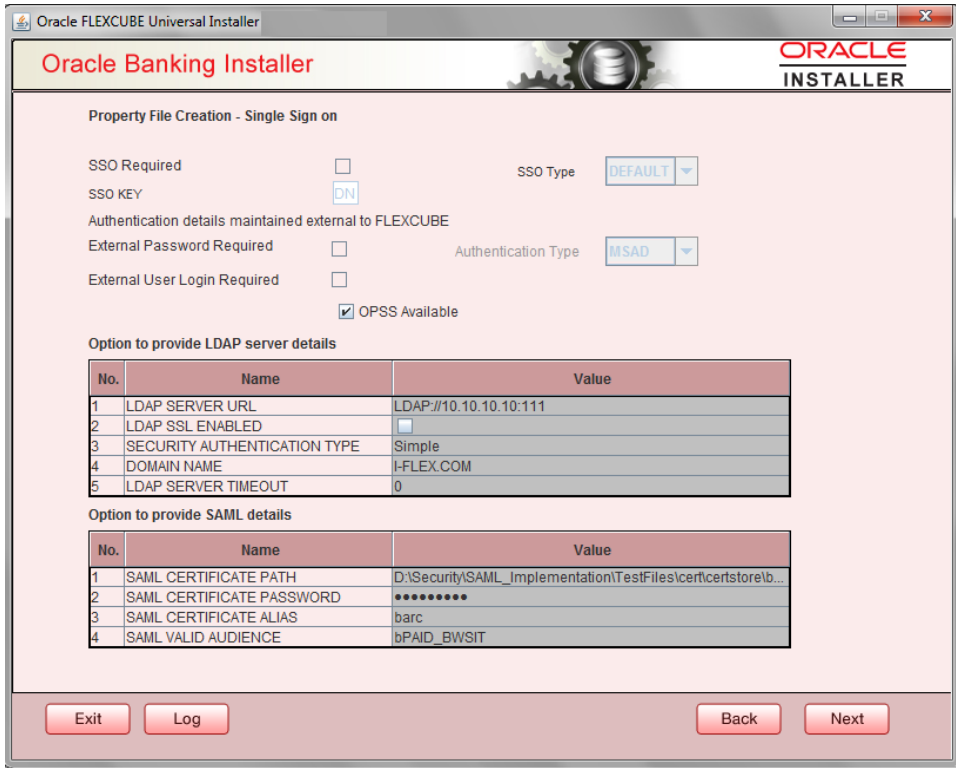 Oracle FLEXCUBE Universal Installer
Oracle Banking Installer
ORACLE
INSTALLER
Property File Creation - Single Sign on
SSO Required
SSO Type
DEFAULT
SSO KEY
DN
Authentication details maintained external to FLEXCUBE
External Password Required
Authentication Type
MSAD
External User Login Required
OPSS Available
Option to provide LDAP server details
No. Name Value
1 LDAP SERVER URL LDAP://10.10.10.10:111
2 LDAP SSL ENABLED
3 SECURITY AUTHENTICATION TYPE Simple
4 DOMAIN NAME I-FLEX.COM
5 LDAP SERVER TIMEOUT 0
Option to provide SAML details
No. Name Value
1 SAML CERTIFICATE PATH D:\Security\SAML_Implementation\TestFiles\cert\certstore\b...
2 SAML CERTIFICATE PASSWORD •••••••••
3 SAML CERTIFICATE ALIAS barc
4 SAML VALID AUDIENCE bPAID_BWSIT
Exit Log Back Next